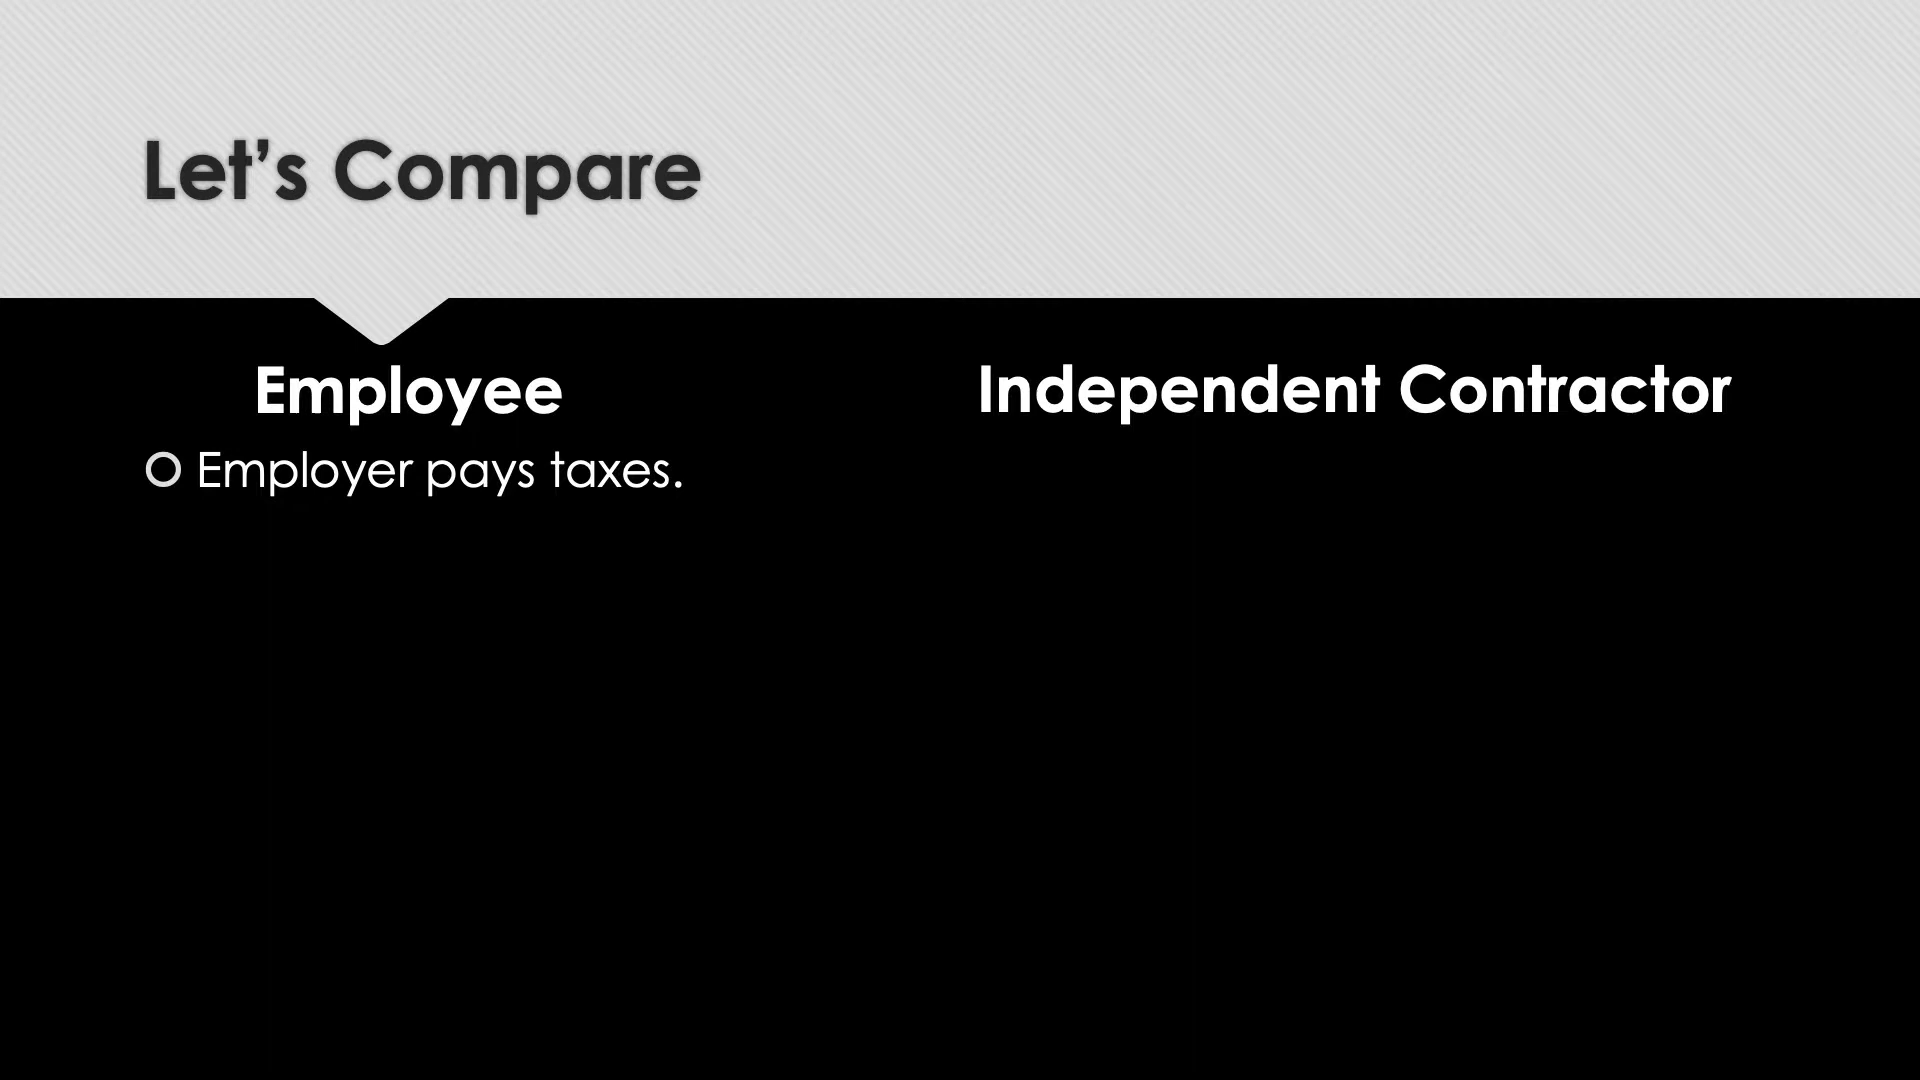 Let’s Compare
Employee
Independent Contractor
Employer pays taxes.